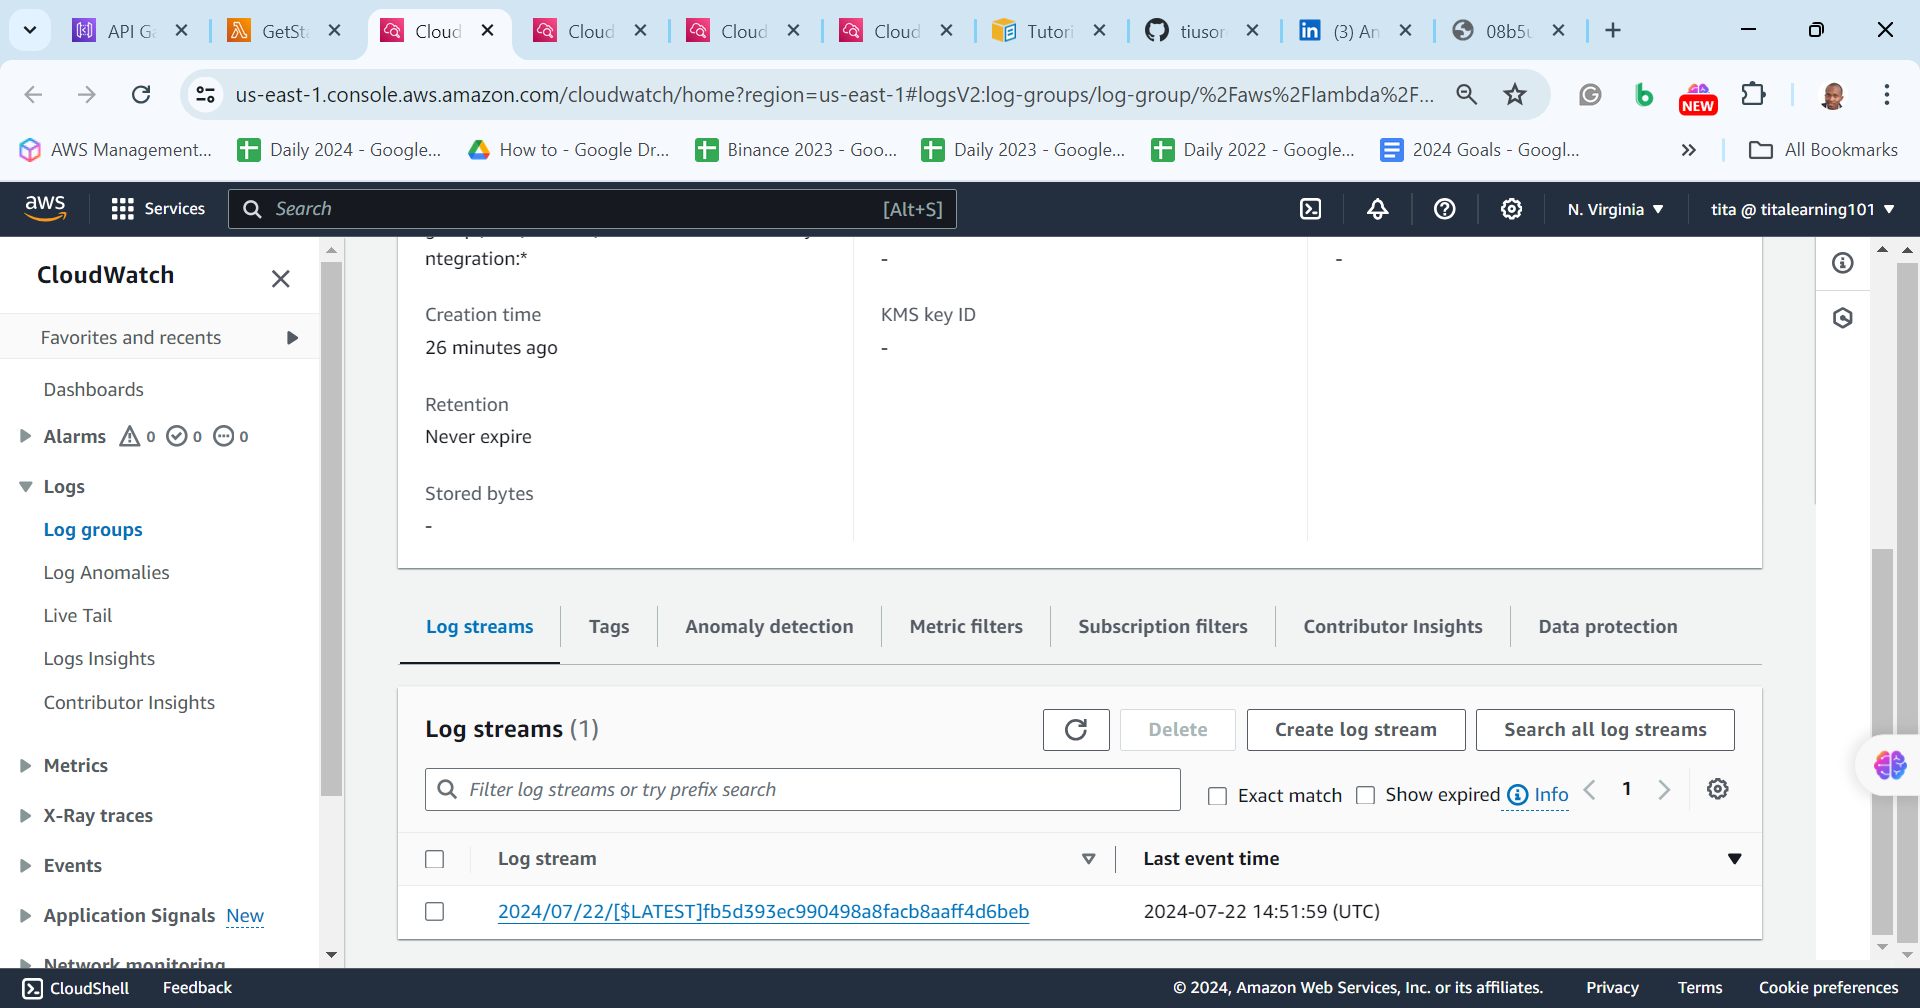 API Ga
GetSta
Cloud
Cloud
Cloud
Cloud
Tutori
tiusor
(3) An
08b5u
us-east-1.console.aws.amazon.com/cloudwatch/home?region=us-east-1#logsV2:log-groups/log-group/%2Faws%2Flambda%2F...
NEW
AWS Management...
Daily 2024 - Google...
How to - Google Dr...
Binance 2023 - Goo...
Daily 2023 - Google...
Daily 2022 - Google...
2024 Goals - Googl...
All Bookmarks
aws
Services
Search
[Alt+S]
N. Virginia
tita @ titalearning101
CloudWatch
Favorites and recents
Dashboards
Alarms 0 0 0
Logs
Log groups
Log Anomalies
Live Tail
Logs Insights
Contributor Insights
Metrics
X-Ray traces
Events
Application Signals New
Network monitoring
ntegration:*
-
-
Creation time
26 minutes ago
KMS key ID
-
Retention
Never expire
Stored bytes
-
Log streams
Tags
Anomaly detection
Metric filters
Subscription filters
Contributor Insights
Data protection
Log streams (1)
Delete
Create log stream
Search all log streams
Filter log streams or try prefix search
Exact match
Show expired
Info
1
Log stream
Last event time
2024/07/22/[$LATEST]fb5d393ec990498a8facb8aaff4d6beb
2024-07-22 14:51:59 (UTC)
CloudShell
Feedback
© 2024, Amazon Web Services, Inc. or its affiliates.
Privacy
Terms
Cookie preferences